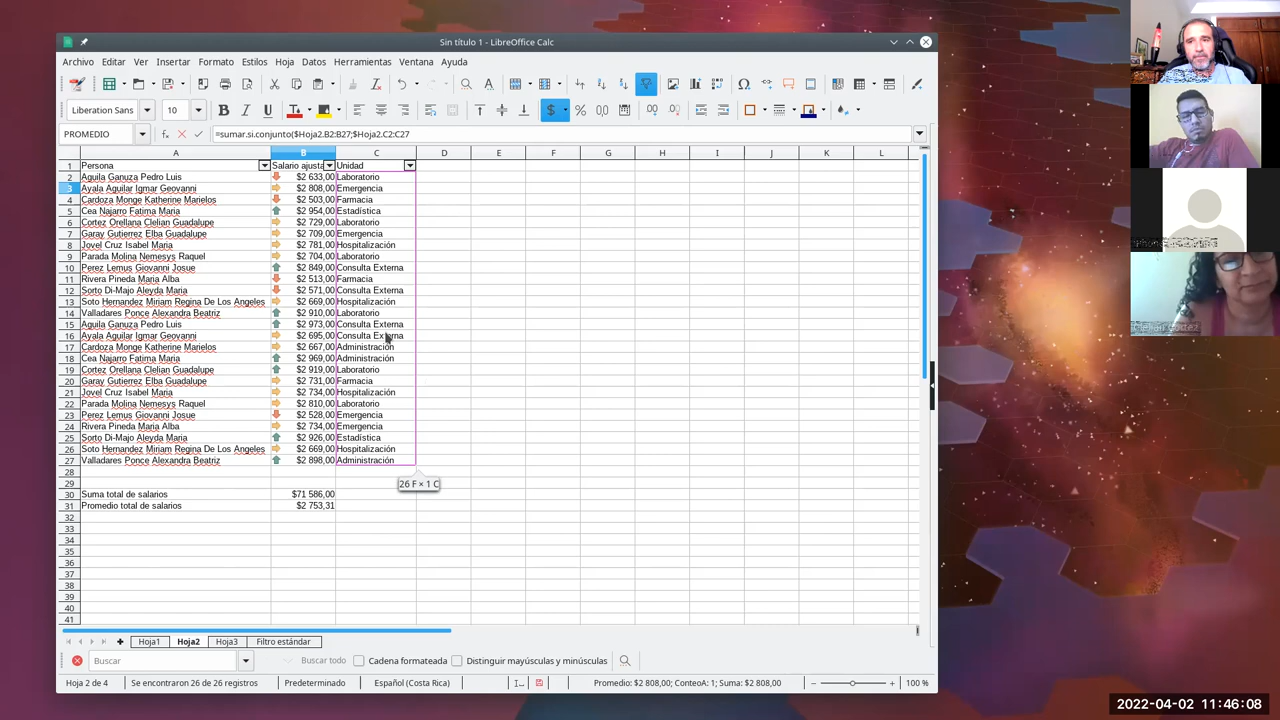 Sin título 1 - LibreOffice Calc
Archivo Editar Ver Insertar Formato Estilos Hoja Datos Herramientas Ventana Ayuda
Liberation Sans 10
PROMEDIO =sumar.si.conjunto($Hoja2.B2:B27;$Hoja2.C2:C27
A B C D E F G H I J K L
1 Persona Salario ajusta Unidad
2 Aguila Ganuza Pedro Luis $2 633,00 Laboratorio
3 Ayala Aguilar Igmar Geovanni $2 808,00 Emergencia
4 Cardoza Monge Katherine Marielos $2 503,00 Farmacia
5 Cea Najarro Fatima Maria $2 954,00 Estadística
6 Cortez Orellana Clelian Guadalupe $2 729,00 Laboratorio
7 Garay Gutierrez Elba Guadalupe $2 709,00 Emergencia
8 Jovel Cruz Isabel Maria $2 781,00 Hospitalización
9 Parada Molina Nemesys Raquel $2 704,00 Laboratorio
10 Perez Lemus Giovanni Josue $2 849,00 Consulta Externa
11 Rivera Pineda Maria Alba $2 513,00 Farmacia
12 Sorto Di-Majo Aleyda Maria $2 571,00 Consulta Externa
13 Soto Hernandez Miriam Regina De Los Angeles $2 669,00 Hospitalización
14 Valladares Ponce Alexandra Beatriz $2 910,00 Laboratorio
15 Aguila Ganuza Pedro Luis $2 973,00 Consulta Externa
16 Ayala Aguilar Igmar Geovanni $2 695,00 Consulta Externa
17 Cardoza Monge Katherine Marielos $2 667,00 Administración
18 Cea Najarro Fatima Maria $2 969,00 Administración
19 Cortez Orellana Clelian Guadalupe $2 919,00 Laboratorio
20 Garay Gutierrez Elba Guadalupe $2 731,00 Farmacia
21 Jovel Cruz Isabel Maria $2 734,00 Hospitalización
22 Parada Molina Nemesys Raquel $2 810,00 Laboratorio
23 Perez Lemus Giovanni Josue $2 528,00 Emergencia
24 Rivera Pineda Maria Alba $2 734,00 Emergencia
25 Sorto Di-Majo Aleyda Maria $2 926,00 Estadística
26 Soto Hernandez Miriam Regina De Los Angeles $2 669,00 Hospitalización
27 Valladares Ponce Alexandra Beatriz $2 898,00 Administración
28
29 26 F × 1 C
30 Suma total de salarios $71 586,00
31 Promedio total de salarios $2 753,31
32
33
34
35
36
37
38
39
40
41
Hoja1 Hoja2 Hoja3 Filtro estándar
Buscar Buscar todo Cadena formateada Distinguir mayúsculas y minúsculas
Hoja 2 de 4 Se encontraron 26 de 26 registros Predeterminado Español (Costa Rica) Promedio: $2 808,00; ConteoA: 1; Suma: $2 808,00 100 %
2022-04-02 11:46:08